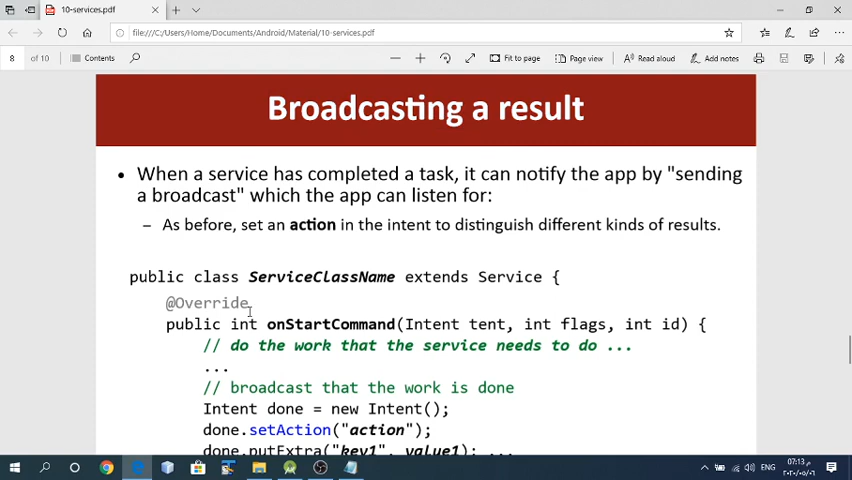 10-services.pdf
file:///C:/Users/Home/Documents/Android/Material/10-services.pdf
8 of 10 Contents Fit to page Page view Read aloud Add notes
Broadcasting a result
• When a service has completed a task, it can notify the app by "sending
a broadcast" which the app can listen for:
– As before, set an action in the intent to distinguish different kinds of results.
public class ServiceClassName extends Service {
@Override
public int onStartCommand(Intent tent, int flags, int id) {
// do the work that the service needs to do ...
...
// broadcast that the work is done
Intent done = new Intent();
done.setAction("action");
done.putExtra("key1", value1); ...
ENG
07:13 م